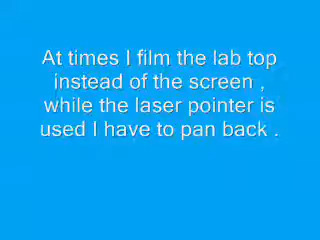 At times I film the lab top
instead of the screen ,
while the laser pointer is
used I have to pan back .